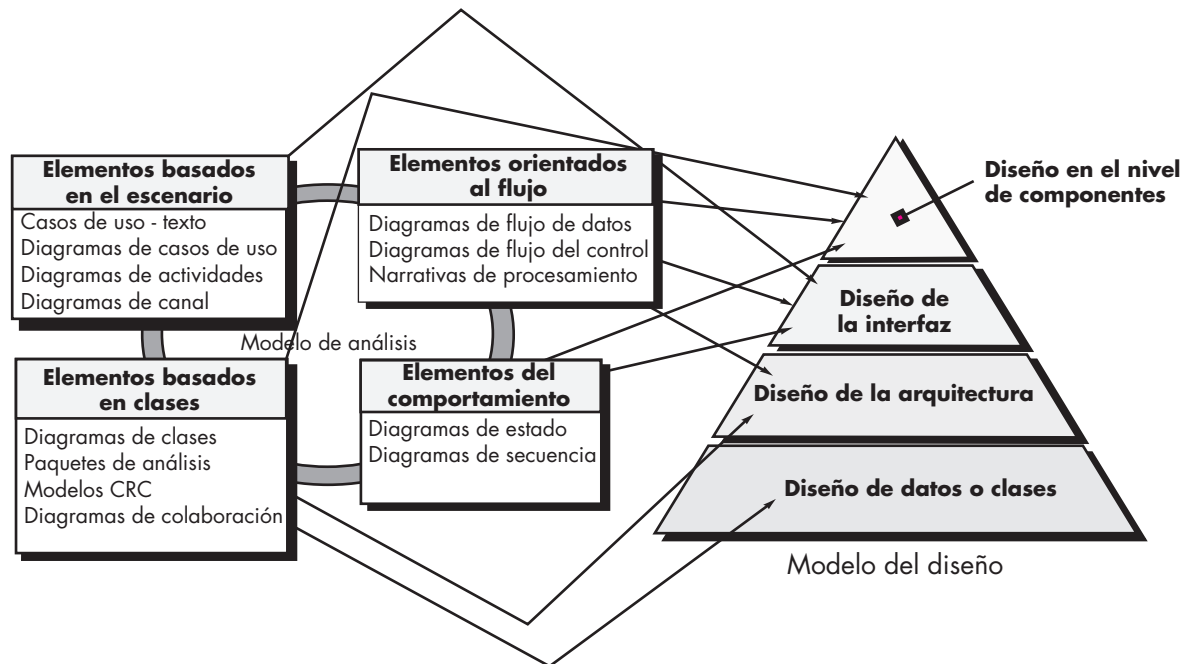 Elementos basados
en el escenario
Casos de uso - texto
Diagramas de casos de uso
Diagramas de actividades
Diagramas de canal
Elementos orientados
al flujo
Diagramas de flujo de datos
Diagramas de flujo del control
Narrativas de procesamiento
Modelo de análisis
Elementos basados
en clases
Diagramas de clases
Paquetes de análisis
Modelos CRC
Diagramas de colaboración
Elementos del
comportamiento
Diagramas de estado
Diagramas de secuencia
Diseño en el nivel
de componentes
Diseño de
la interfaz
Diseño de la arquitectura
Diseño de datos o clases
Modelo del diseño